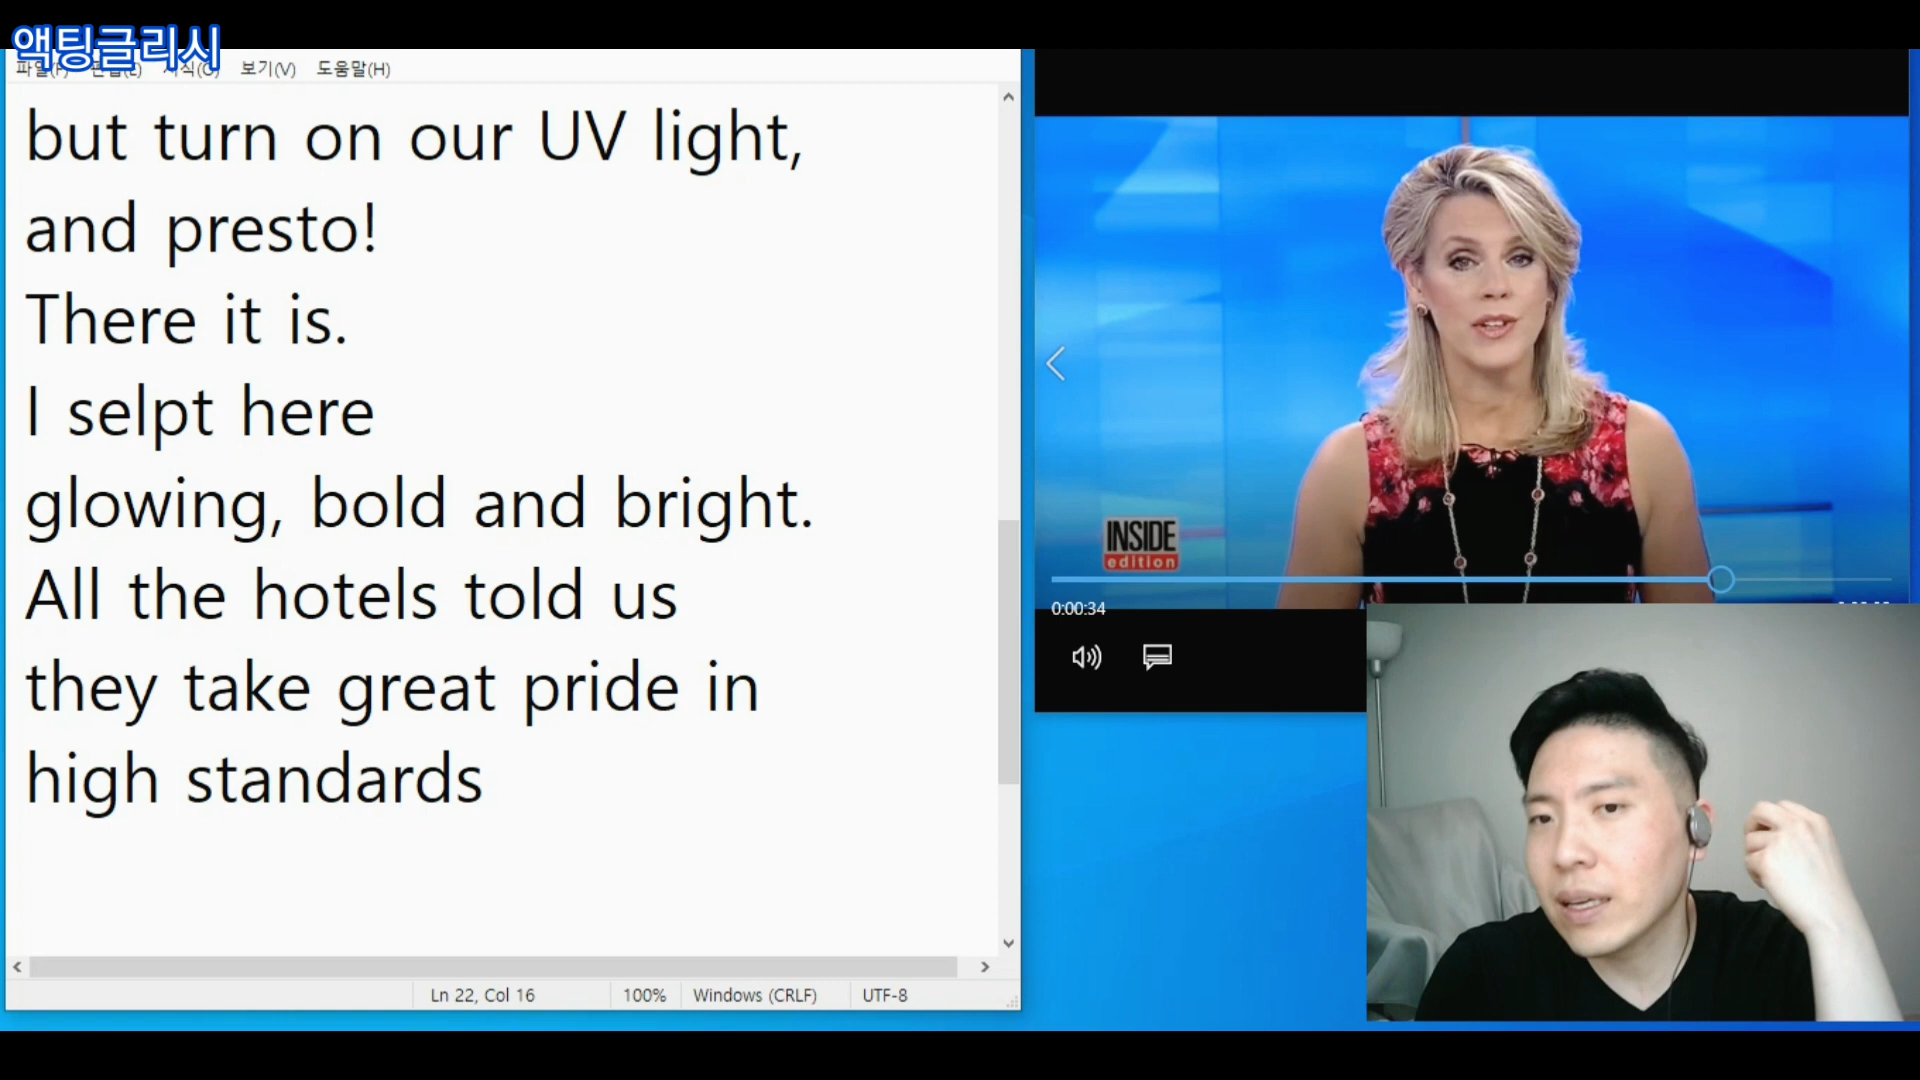 액팅글리시
보기(V) 도움말(H)
but turn on our UV light,
and presto!
There it is.
I selpt here
glowing, bold and bright.
All the hotels told us
they take great pride in
high standards
Ln 22, Col 16 100% Windows (CRLF) UTF-8
INSIDE
edition
0:00:34